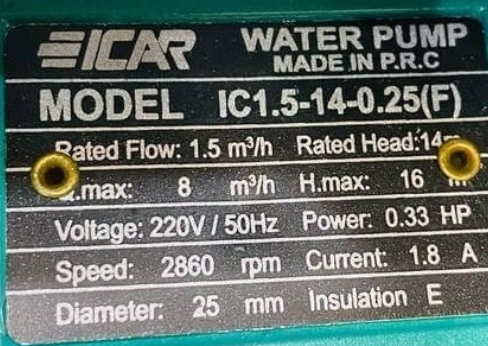 EICAR WATER PUMP
MADE IN P.R.C
MODEL IC1.5-14-0.25(F)
Rated Flow: 1.5 m³/h Rated Head:14m
Q.max: 8 m³/h H.max: 16 m
Voltage: 220V / 50Hz Power: 0.33 HP
Speed: 2860 rpm Current: 1.8 A
Diameter: 25 mm Insulation E